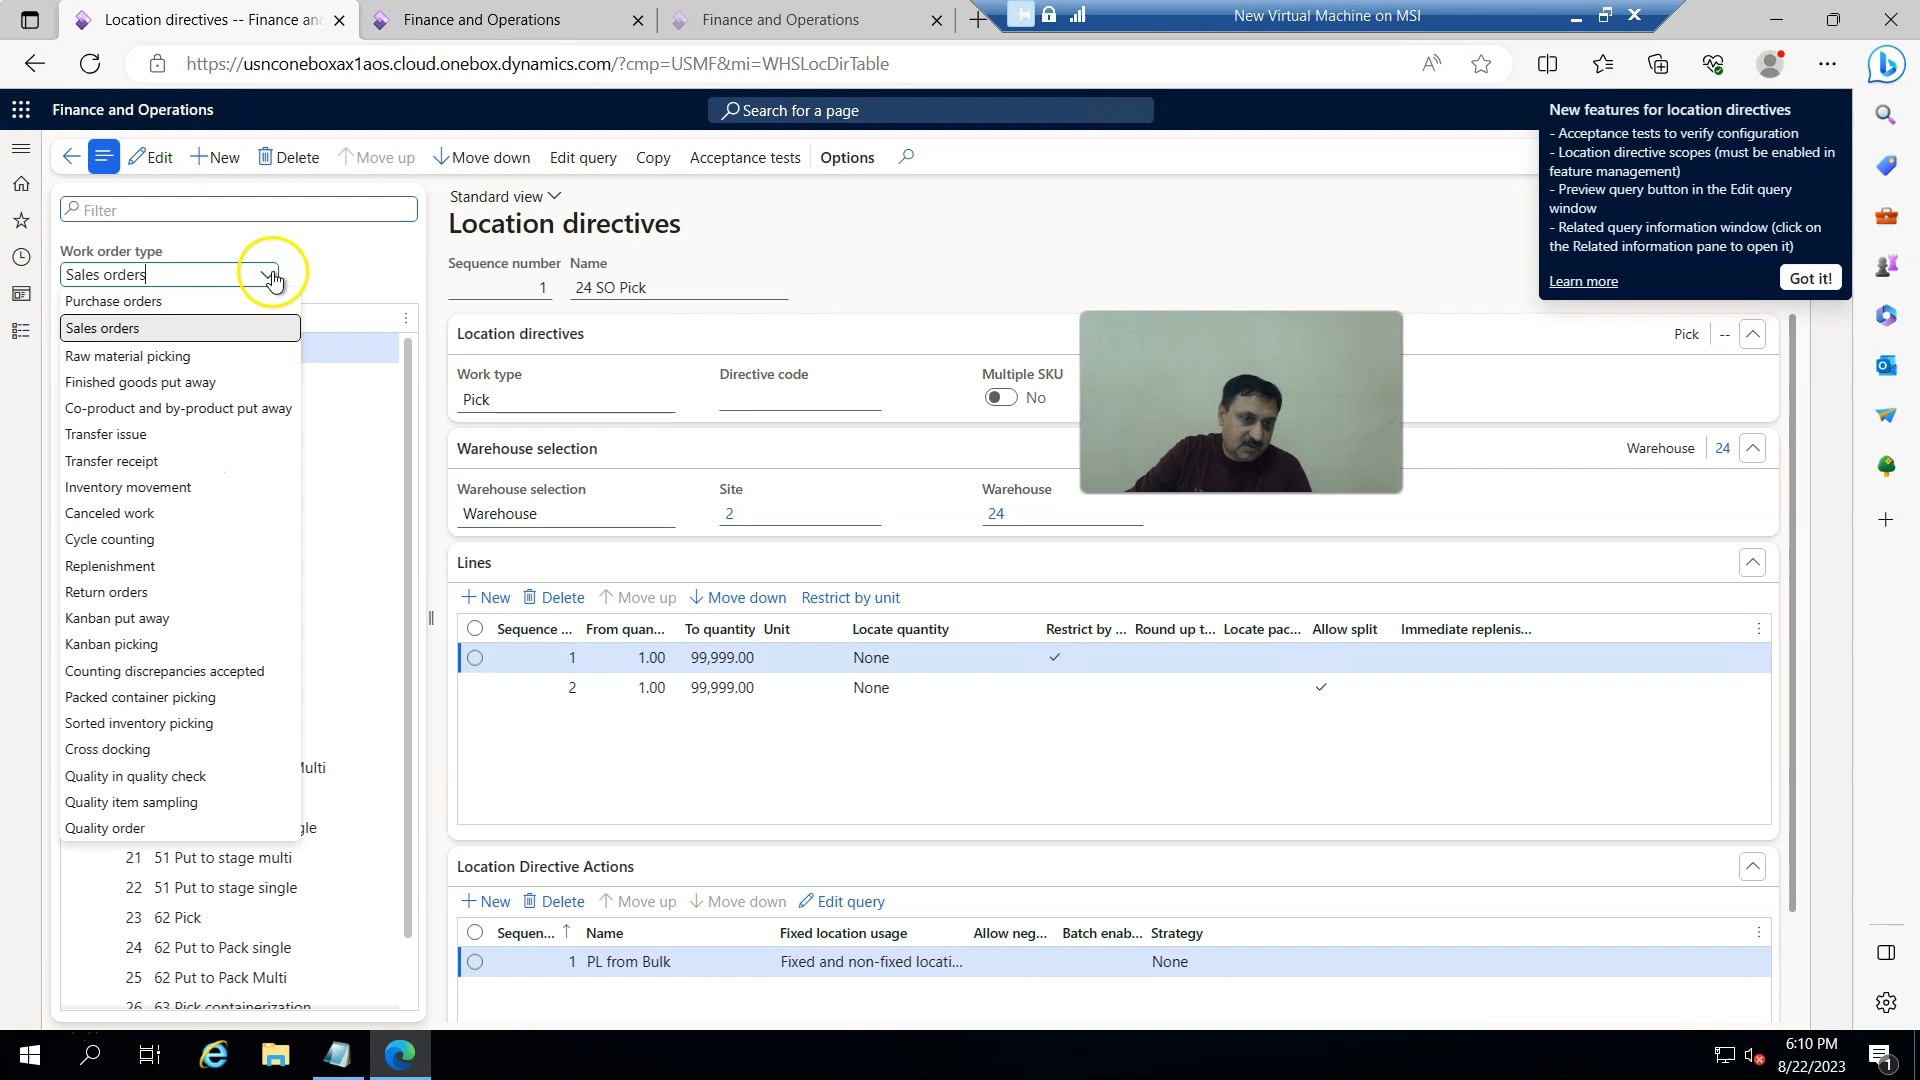 Location directives -- Finance an
Finance and Operations
Finance and Operations
New Virtual Machine on MSI
https://usnconeboxax1aos.cloud.onebox.dynamics.com/?cmp=USMF&mi=WHSLocDirTable
Finance and Operations
Search for a page
New features for location directives
- Acceptance tests to verify configuration
- Location directive scopes (must be enabled in
feature management)
- Preview query button in the Edit query
window
- Related query information window (click on
the Related information pane to open it)
Learn more
Got it!
Edit
New
Delete
Move up
Move down
Edit query
Copy
Acceptance tests
Options
Filter
Work order type
Sales orders
Purchase orders
Sales orders
Raw material picking
Finished goods put away
Co-product and by-product put away
Transfer issue
Transfer receipt
Inventory movement
Canceled work
Cycle counting
Replenishment
Return orders
Kanban put away
Kanban picking
Counting discrepancies accepted
Packed container picking
Sorted inventory picking
Cross docking
Quality in quality check
Quality item sampling
Quality order
21 51 Put to stage multi
22 51 Put to stage single
23 62 Pick
24 62 Put to Pack single
25 62 Put to Pack Multi
26 63 Pick containerization
Standard view
Location directives
Sequence number Name
1 24 SO Pick
Location directives
Pick --
Work type Directive code Multiple SKU
Pick No
Warehouse selection
Warehouse 24
Warehouse selection Site Warehouse
Warehouse 2 24
Lines
New Delete Move up Move down Restrict by unit
Sequence ... From quan... To quantity Unit Locate quantity Restrict by ... Round up t... Locate pac... Allow split Immediate replenis...
1 1.00 99,999.00 None
2 1.00 99,999.00 None
Location Directive Actions
New Delete Move up Move down Edit query
Sequen... Name Fixed location usage Allow neg... Batch enab... Strategy
1 PL from Bulk Fixed and non-fixed locati... None
6:10 PM
8/22/2023
1